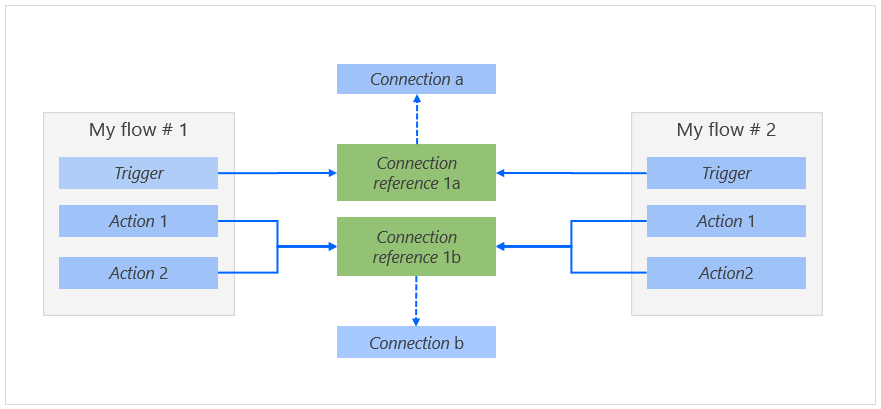 Connection a
My flow # 1
Trigger
Action 1
Action 2
Connection
reference 1a
Connection
reference 1b
Connection b
My flow # 2
Trigger
Action 1
Action2